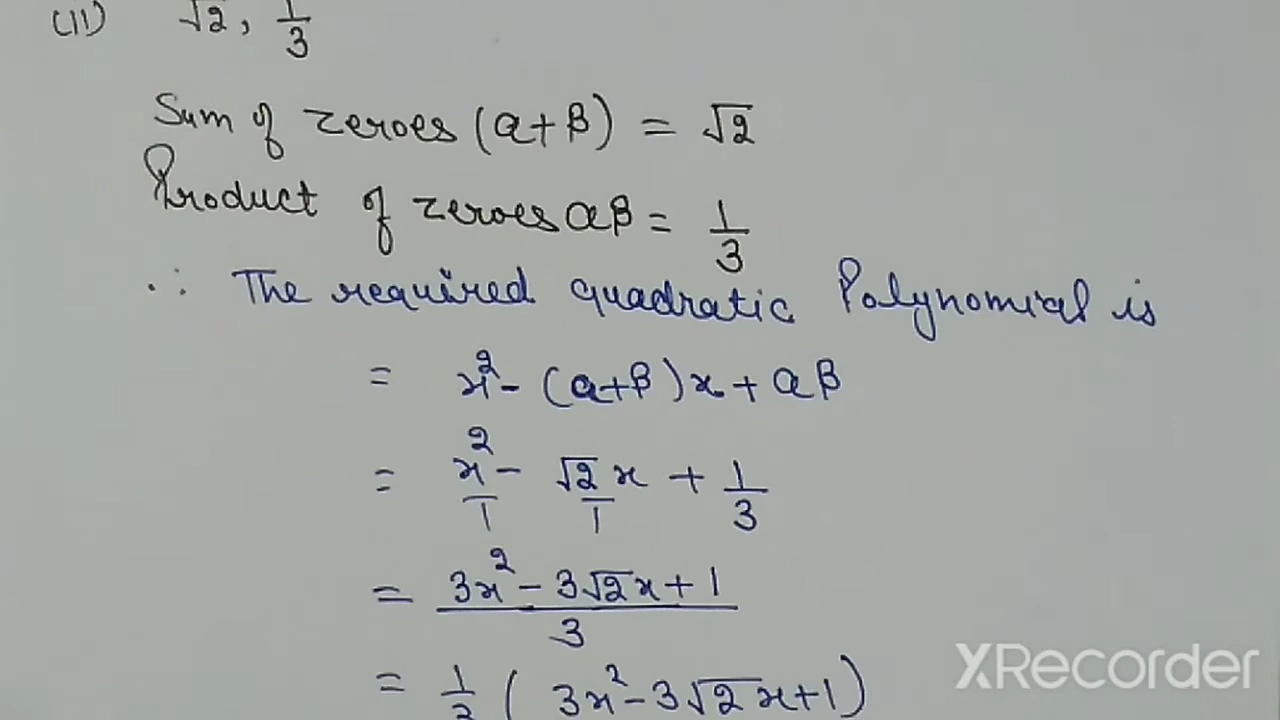 (11) √2, 1/3
Sum of zeroes (α+β) = √2
Product of zeroes αβ = 1/3
∴ The required quadratic Polynomial is
= x² - (α+β)x + αβ
= x²/1 - √2x/1 + 1/3
= (3x² - 3√2x + 1)/3
= 1/3 (3x² - 3√2x+1)
XRecorder